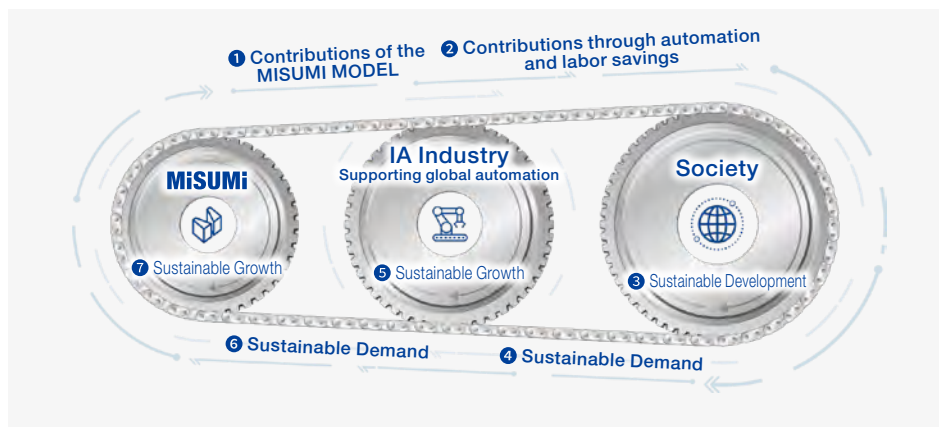 ❶ Contributions of the
MISUMI MODEL
❷ Contributions through automation
and labor savings
MiSUMi
IA Industry
Supporting global automation
Society
❼ Sustainable Growth
❺ Sustainable Growth
❸ Sustainable Development
❻ Sustainable Demand
❹ Sustainable Demand